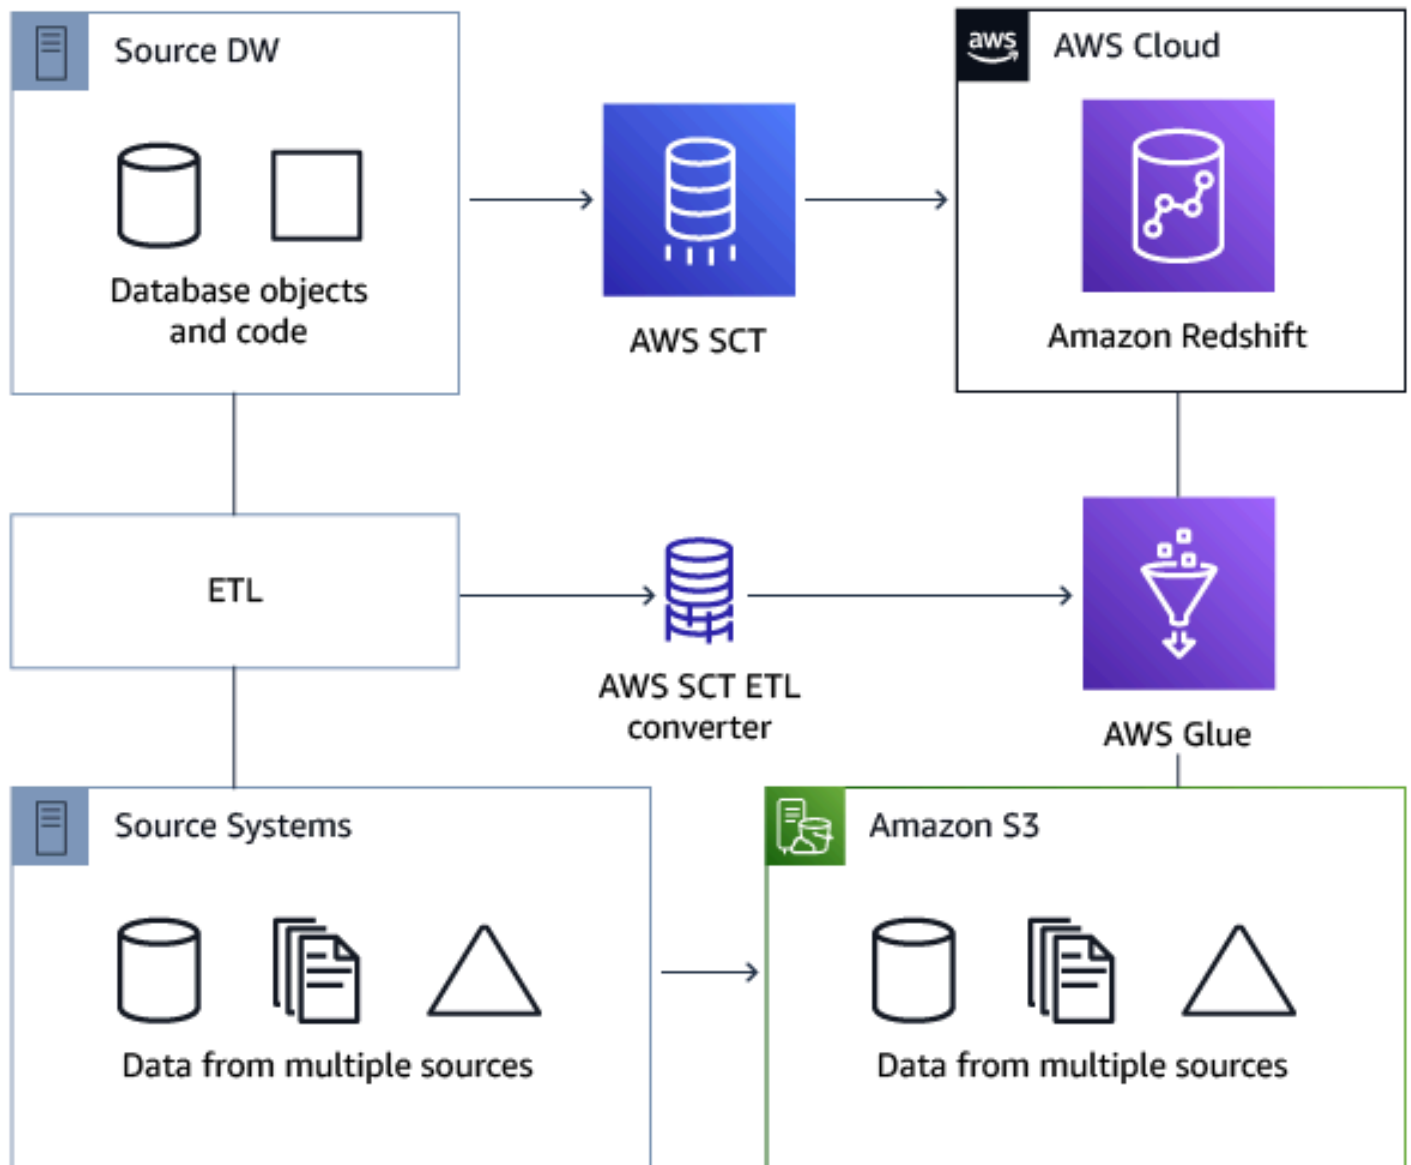 Source DW
aws
AWS Cloud
Database objects
and code
AWS SCT
Amazon Redshift
ETL
AWS SCT ETL
converter
AWS Glue
Source Systems
Amazon S3
Data from multiple sources
Data from multiple sources